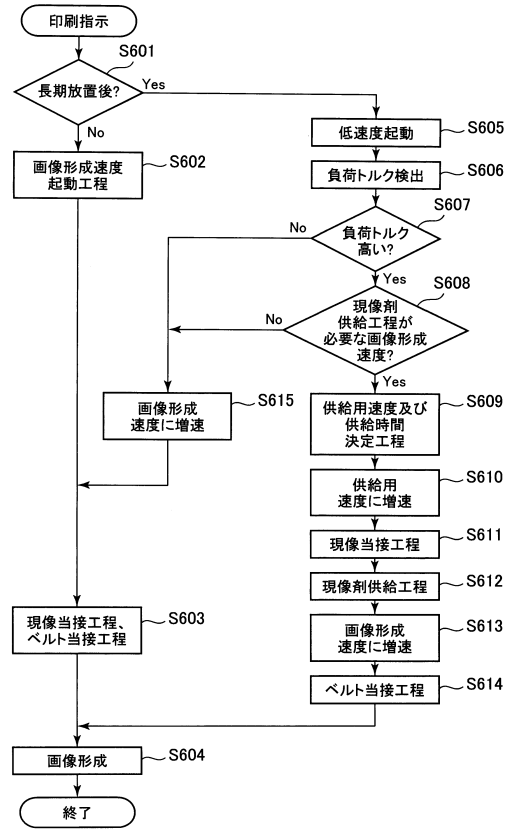 印刷指示
S601
長期放置後?
Yes
No
S602
画像形成速度
起動工程
S605
低速度起動
S606
負荷トルク検出
S607
負荷トルク
高い?
No
Yes
S608
現像剤
供給工程が
必要な画像形成
速度?
No
Yes
S615
画像形成
速度に増速
S609
供給用速度及び
供給時間
決定工程
S610
供給用
速度に増速
S611
現像当接工程
S612
現像剤供給工程
S613
画像形成
速度に増速
S603
現像当接工程、
ベルト当接工程
S614
ベルト当接工程
S604
画像形成
終了